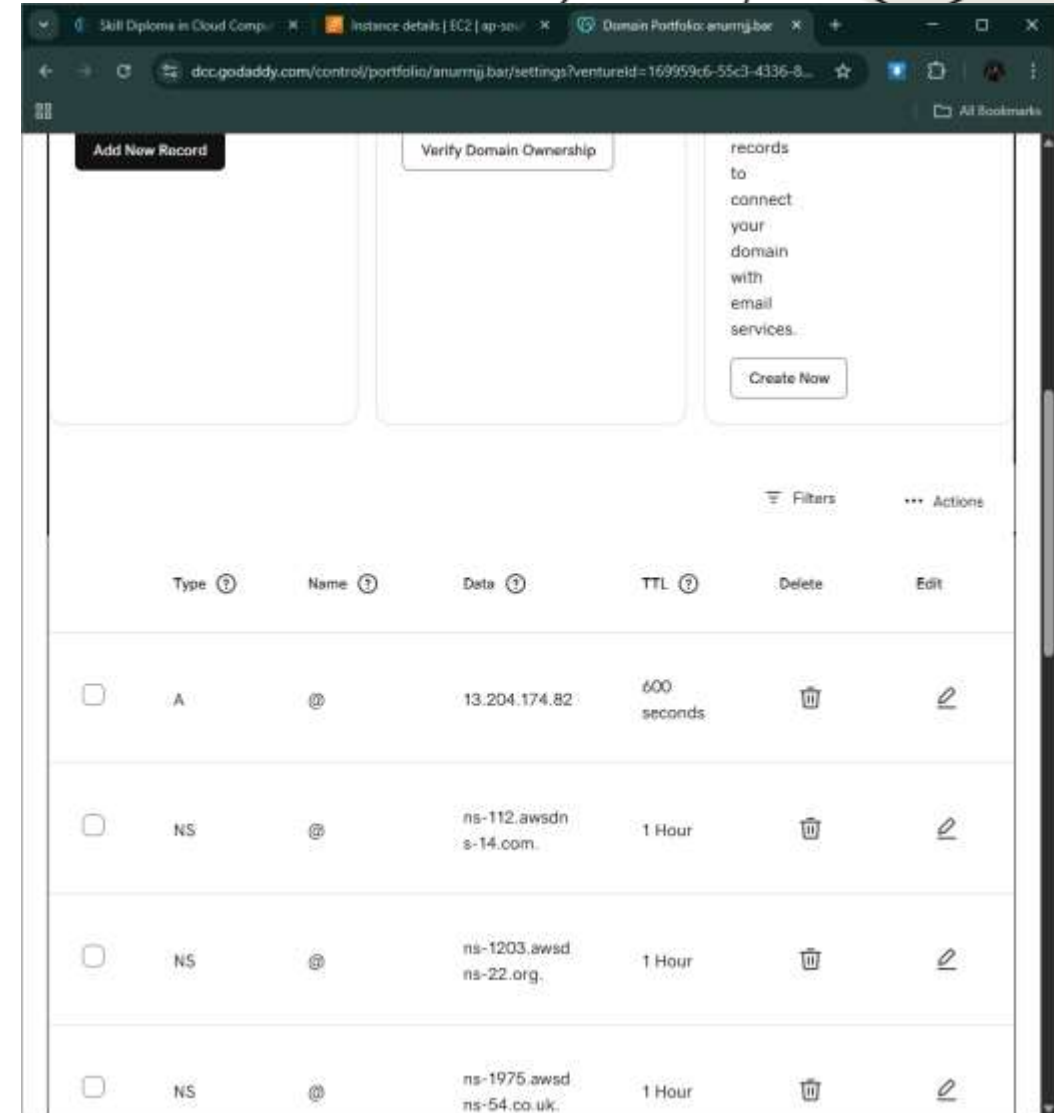 Skill Diploma in Cloud Compu
Instance details | EC2 | ap-sou
Domain Portfolio: anurmjj.bar
dcc.godaddy.com/control/portfolio/anurmjj.bar/settings?ventureId=169959c6-55c3-4336-8...
All Bookmarks
Add New Record
Verify Domain Ownership
records
to
connect
your
domain
with
email
services.
Create Now
Filters
Actions
Type Name Data TTL Delete Edit
A @ 13.204.174.82 600
seconds
NS @ ns-112.awsdn
s-14.com. 1 Hour
NS @ ns-1203.awsd
ns-22.org. 1 Hour
NS @ ns-1975.awsd
ns-54.co.uk. 1 Hour